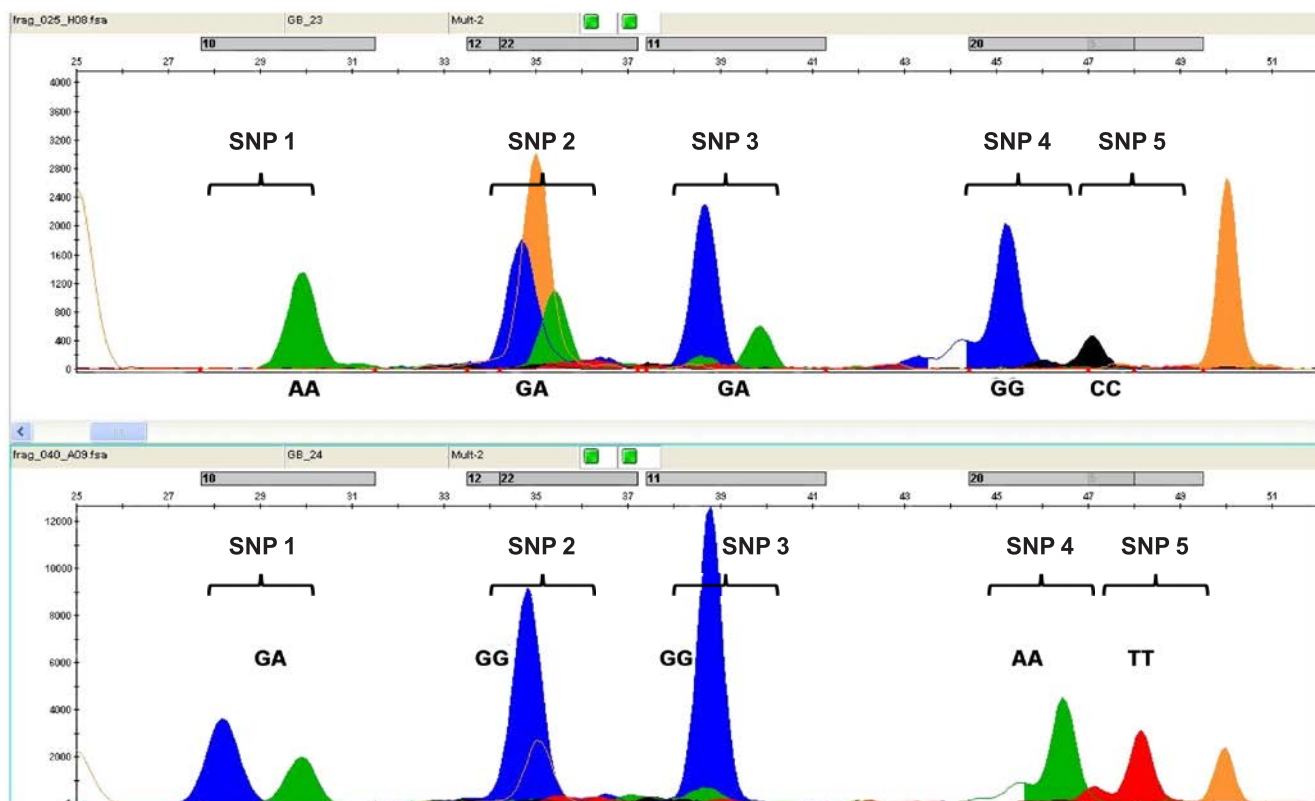 frag_025_H08.fsa GB_23 Mult-2
10 12 22 11 20
25 27 29 31 33 35 37 39 41 43 45 47 43 51
4000
3600
3200
2800
2400
2000
1600
1200
800
400
0
SNP 1 SNP 2 SNP 3 SNP 4 SNP 5
AA GA GA GG CC
frag_040_A09.fsa GB_24 Mult-2
10 12 22 11 20
25 27 29 31 33 35 37 39 41 43 45 47 43 51
12000
10000
8000
6000
4000
2000
SNP 1 SNP 2 SNP 3 SNP 4 SNP 5
GA GG GG AA TT